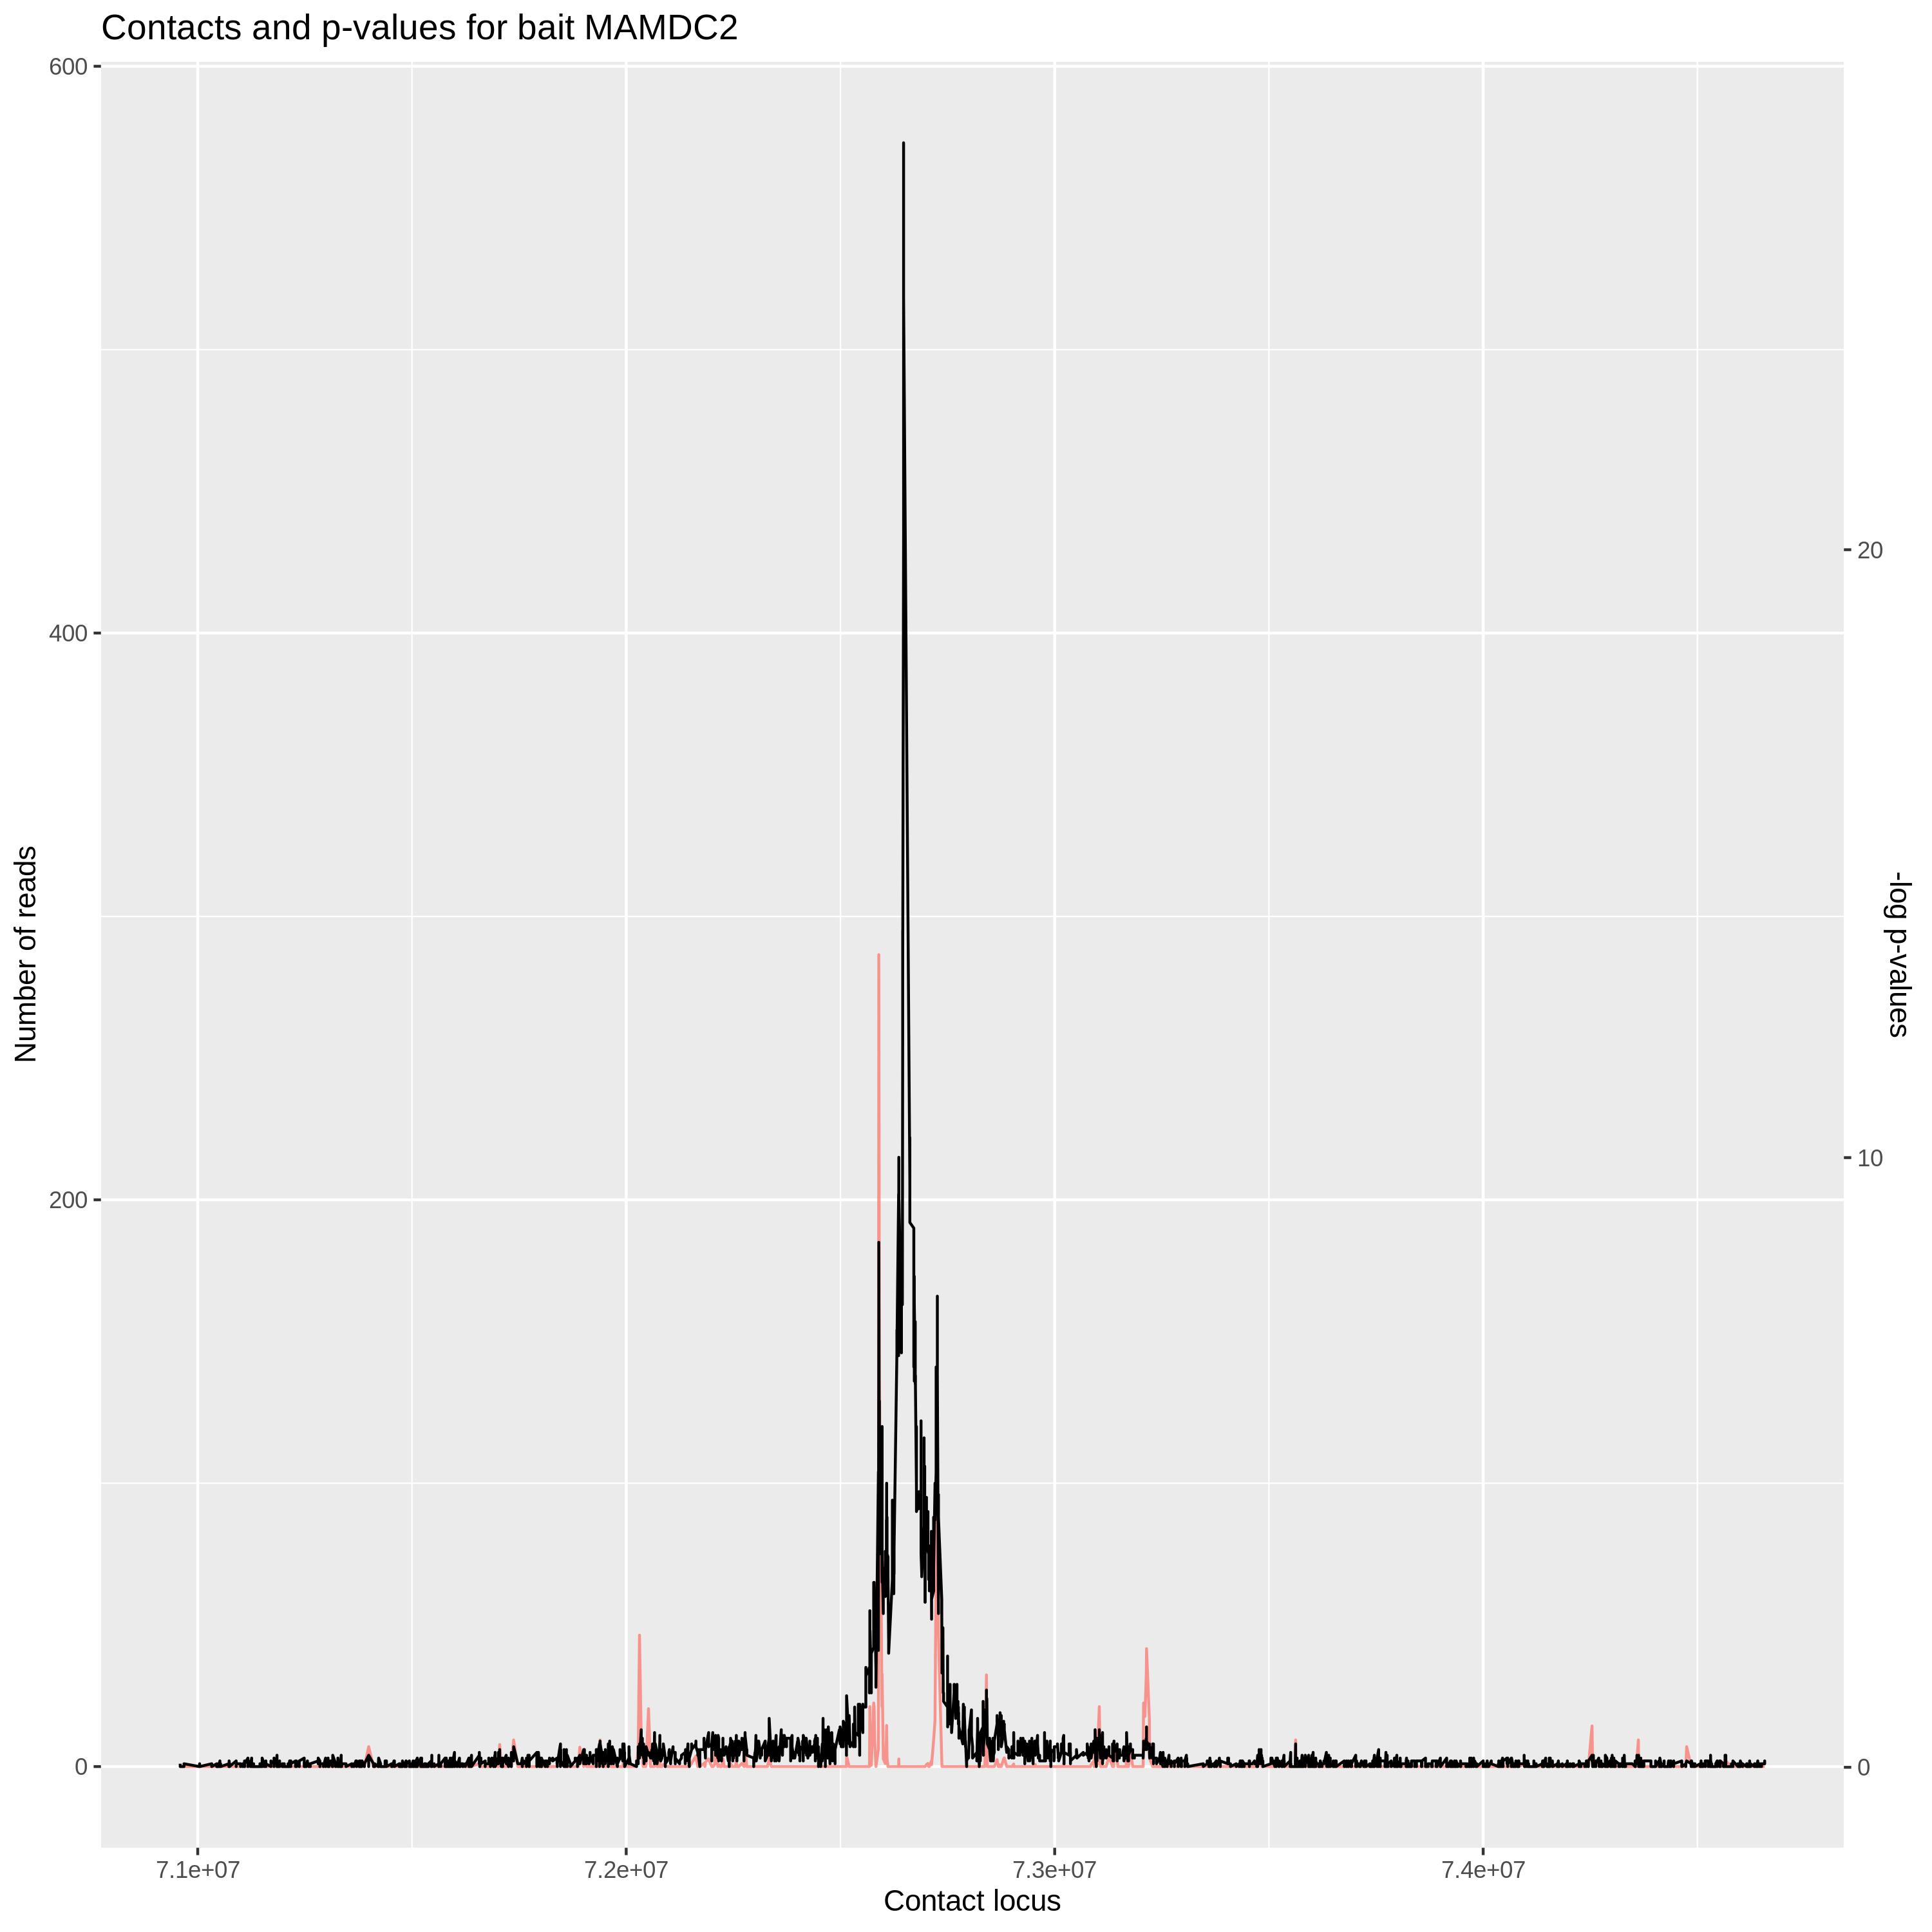 Contacts and p-values for bait MAMDC2
600
400
200
0
Number of reads
20
10
0
-log p-values
7.1e+07
7.2e+07
7.3e+07
7.4e+07
Contact locus